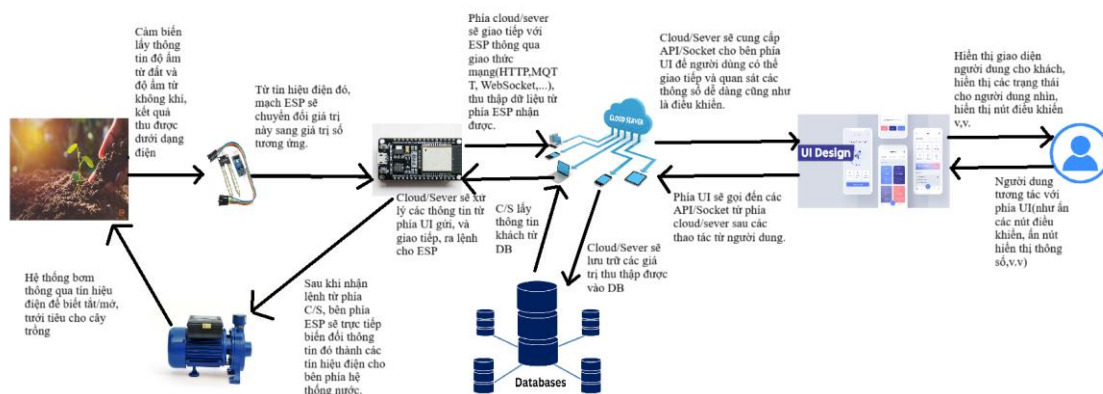 Cảm biến
lấy thông
tin độ ẩm
từ đất và
độ ẩm từ
không khí,
kết quả
thu được
dưới dạng
điện
Từ tín hiệu điện đó,
mạch ESP sẽ
chuyển đổi giá trị
này sang giá trị số
tương ứng.
Phía cloud/sever
sẽ giao tiếp với
ESP thông qua
giao thức
mạng(HTTP,MQT
T, WebSocket,...),
thu thập dữ liệu từ
phía ESP nhận
được.
CLOUD SERVER
Cloud/Sever sẽ cung cấp
API/Socket cho bên phía
UI để người dùng có thể
giao tiếp và quan sát các
thông số dễ dàng cũng như
là điều khiển.
UI Design
Hiển thị giao diện
người dung cho khách,
hiển thị các trạng thái
cho người dung nhìn,
hiển thị nút điều khiển
v,v.
Người dung
tương tác với
phía UI(như ấn
các nút điều
khiển, ấn nút
hiển thị thông
số,v.v)
Phía UI sẽ gọi đến các
API/Socket từ phía
cloud/sever sau các
thao tác từ người dung.
Cloud/Sever sẽ xử
lý các thông tin từ
phía UI gửi, và
giao tiếp, ra lệnh
cho ESP
C/S lấy
thông tin
khách từ
DB
Cloud/Sever sẽ
lưu trữ các giá
trị thu thập được
vào DB
Databases
Sau khi nhận
lệnh từ phía
C/S, bên phía
ESP sẽ trực tiếp
biến đổi thông
tin đó thành các
tín hiệu điện cho
bên phía hệ
thống nước.
Hệ thống bơm
thông qua tín hiệu
điện để biết tắt/mở,
tưới tiêu cho cây
trồng